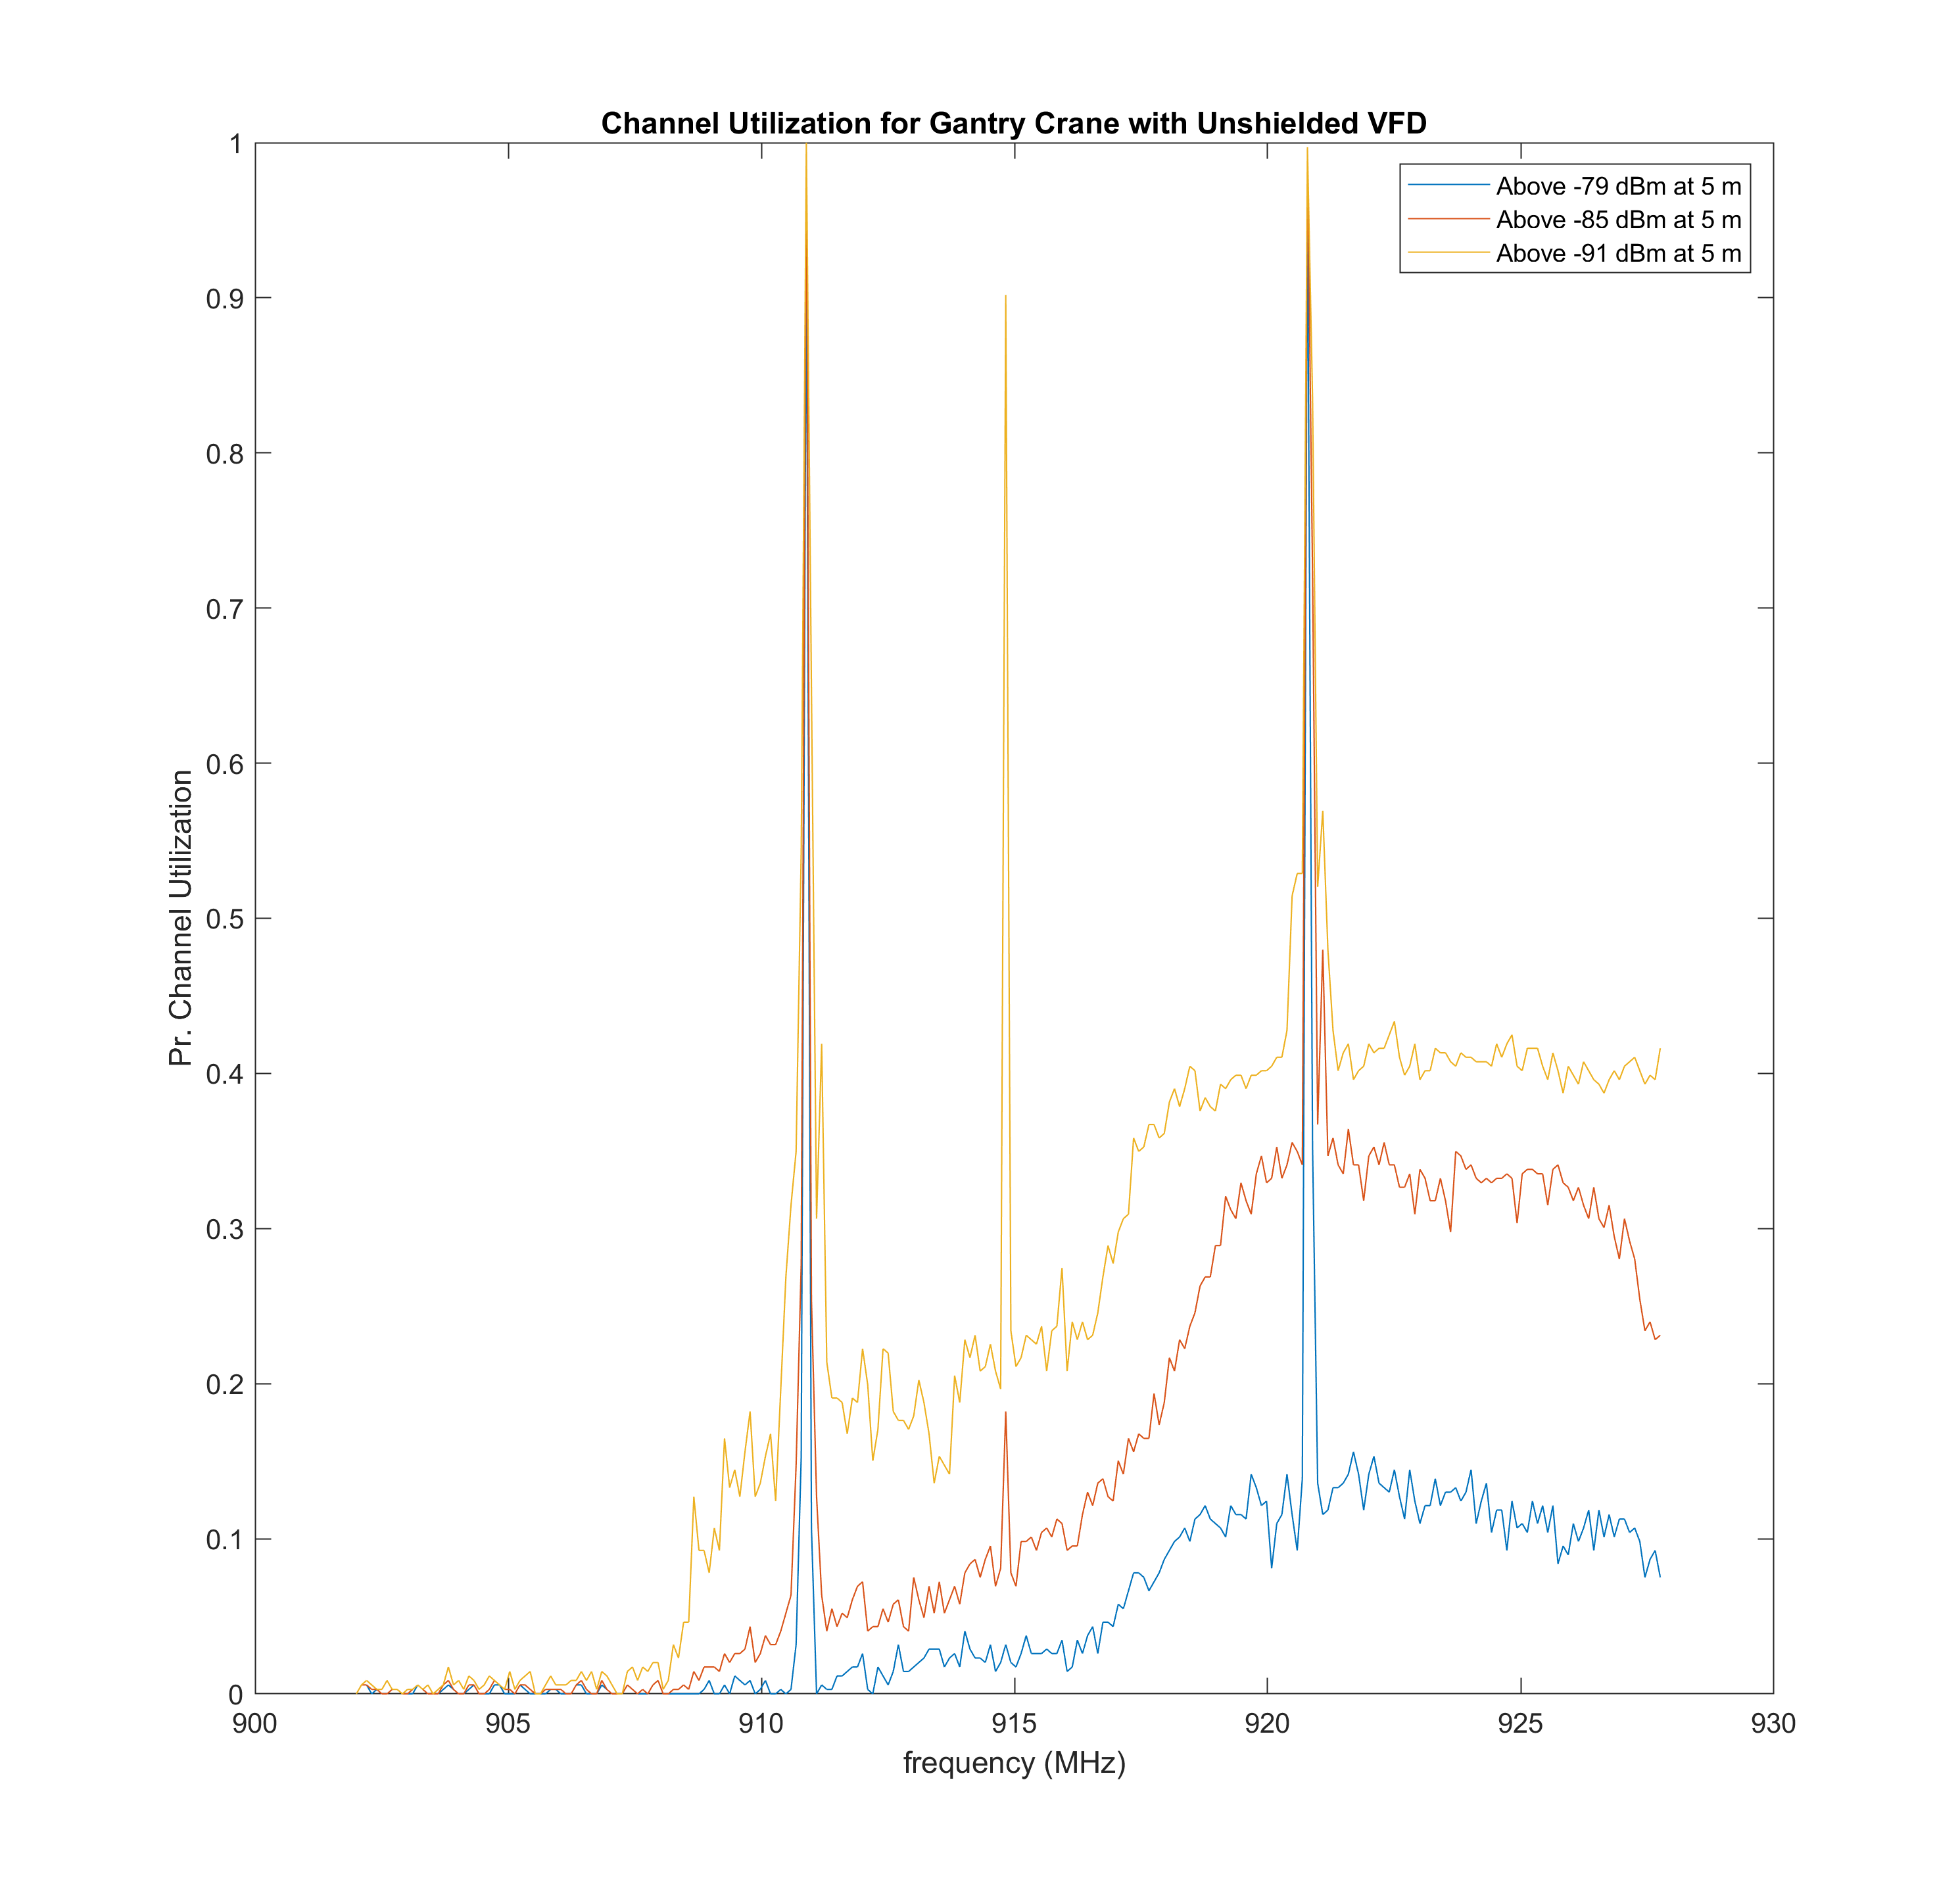 Channel Utilization for Gantry Crane with Unshielded VFD
1
0.9
0.8
0.7
0.6
0.5
0.4
0.3
0.2
0.1
0
Pr. Channel Utilization
Above -79 dBm at 5 m
Above -85 dBm at 5 m
Above -91 dBm at 5 m
900 905 910 915 920 925 930
frequency (MHz)